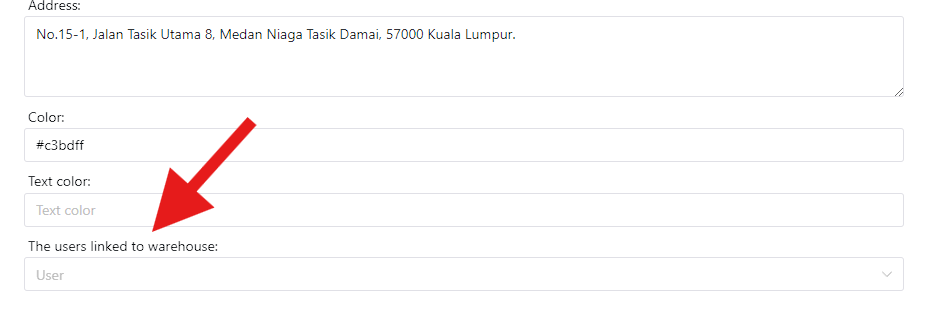 Address:
No.15-1, Jalan Tasik Utama 8, Medan Niaga Tasik Damai, 57000 Kuala Lumpur.
Color:
#c3bdff
Text color:
Text color
The users linked to warehouse:
User